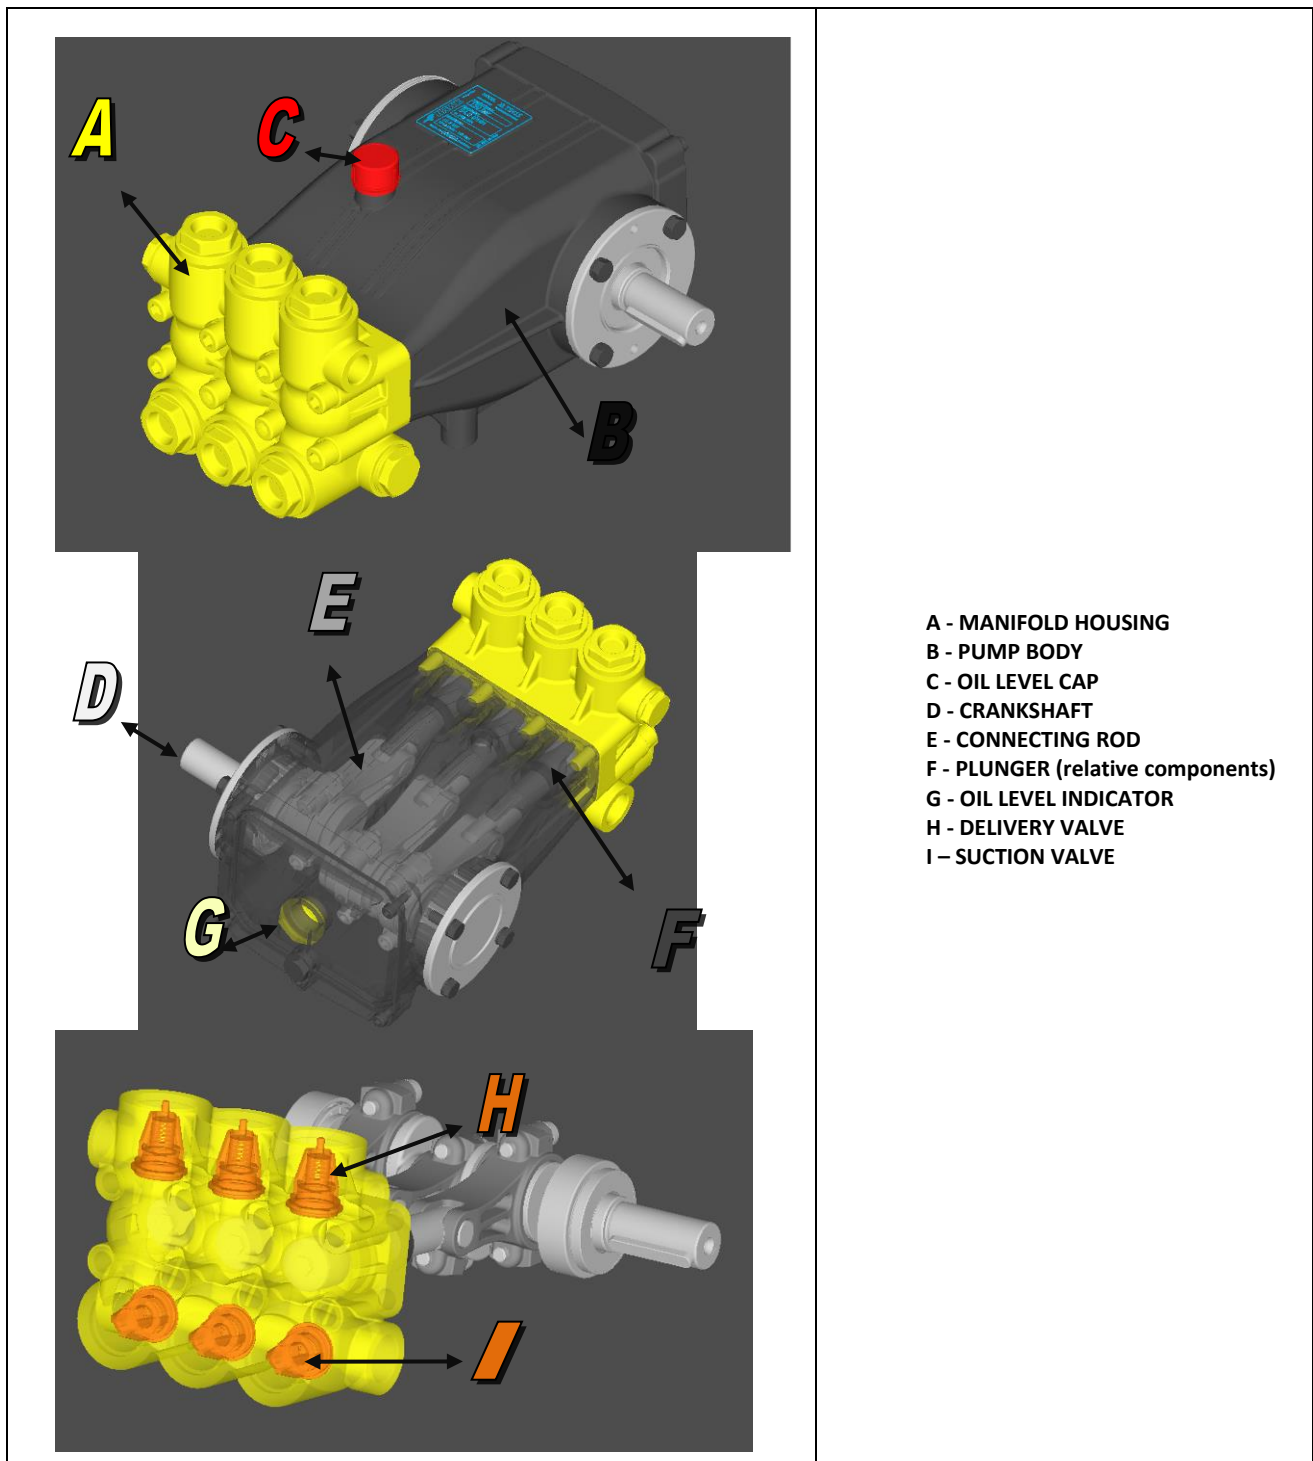 A
C
B
E
D
G
F
H
I
A - MANIFOLD HOUSING
B - PUMP BODY
C - OIL LEVEL CAP
D - CRANKSHAFT
E - CONNECTING ROD
F - PLUNGER (relative components)
G - OIL LEVEL INDICATOR
H - DELIVERY VALVE
I – SUCTION VALVE